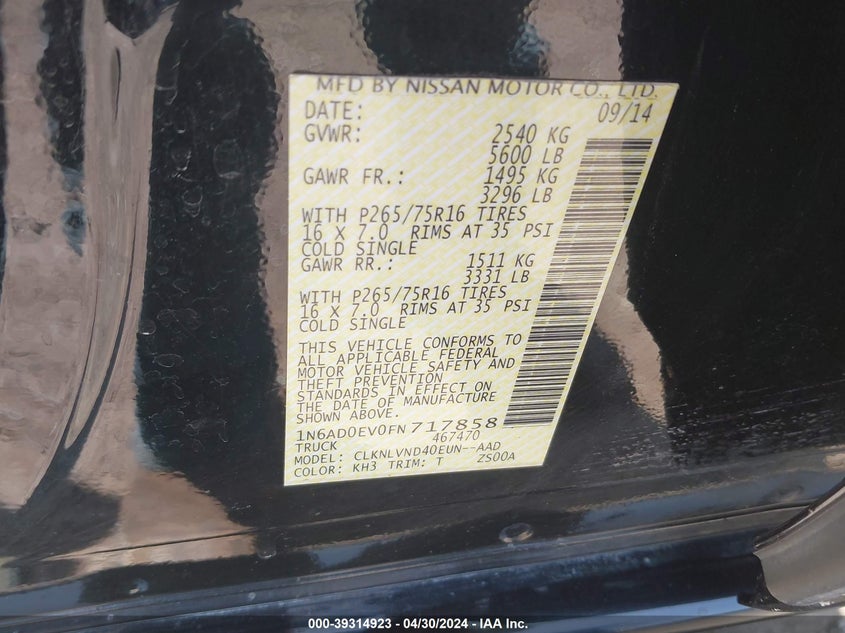 MFD BY NISSAN MOTOR CO., LTD.
DATE: 09/14
GVWR: 2540 KG
5600 LB
GAWR FR.: 1495 KG
3296 LB
WITH P265/75R16 TIRES
16 X 7.0 RIMS AT 35 PSI
COLD SINGLE
GAWR RR.: 1511 KG
3331 LB
WITH P265/75R16 TIRES
16 X 7.0 RIMS AT 35 PSI
COLD SINGLE
THIS VEHICLE CONFORMS TO
ALL APPLICABLE FEDERAL
MOTOR VEHICLE SAFETY AND
THEFT PREVENTION
STANDARDS IN EFFECT ON
THE DATE OF MANUFACTURE
SHOWN ABOVE.
1N6AD0EV0FN717858
TRUCK 467470
MODEL: CLKNLVND40EUN--AAD
COLOR: KH3 TRIM: T ZS00A
000-39314923 - 04/30/2024 - IAA Inc.